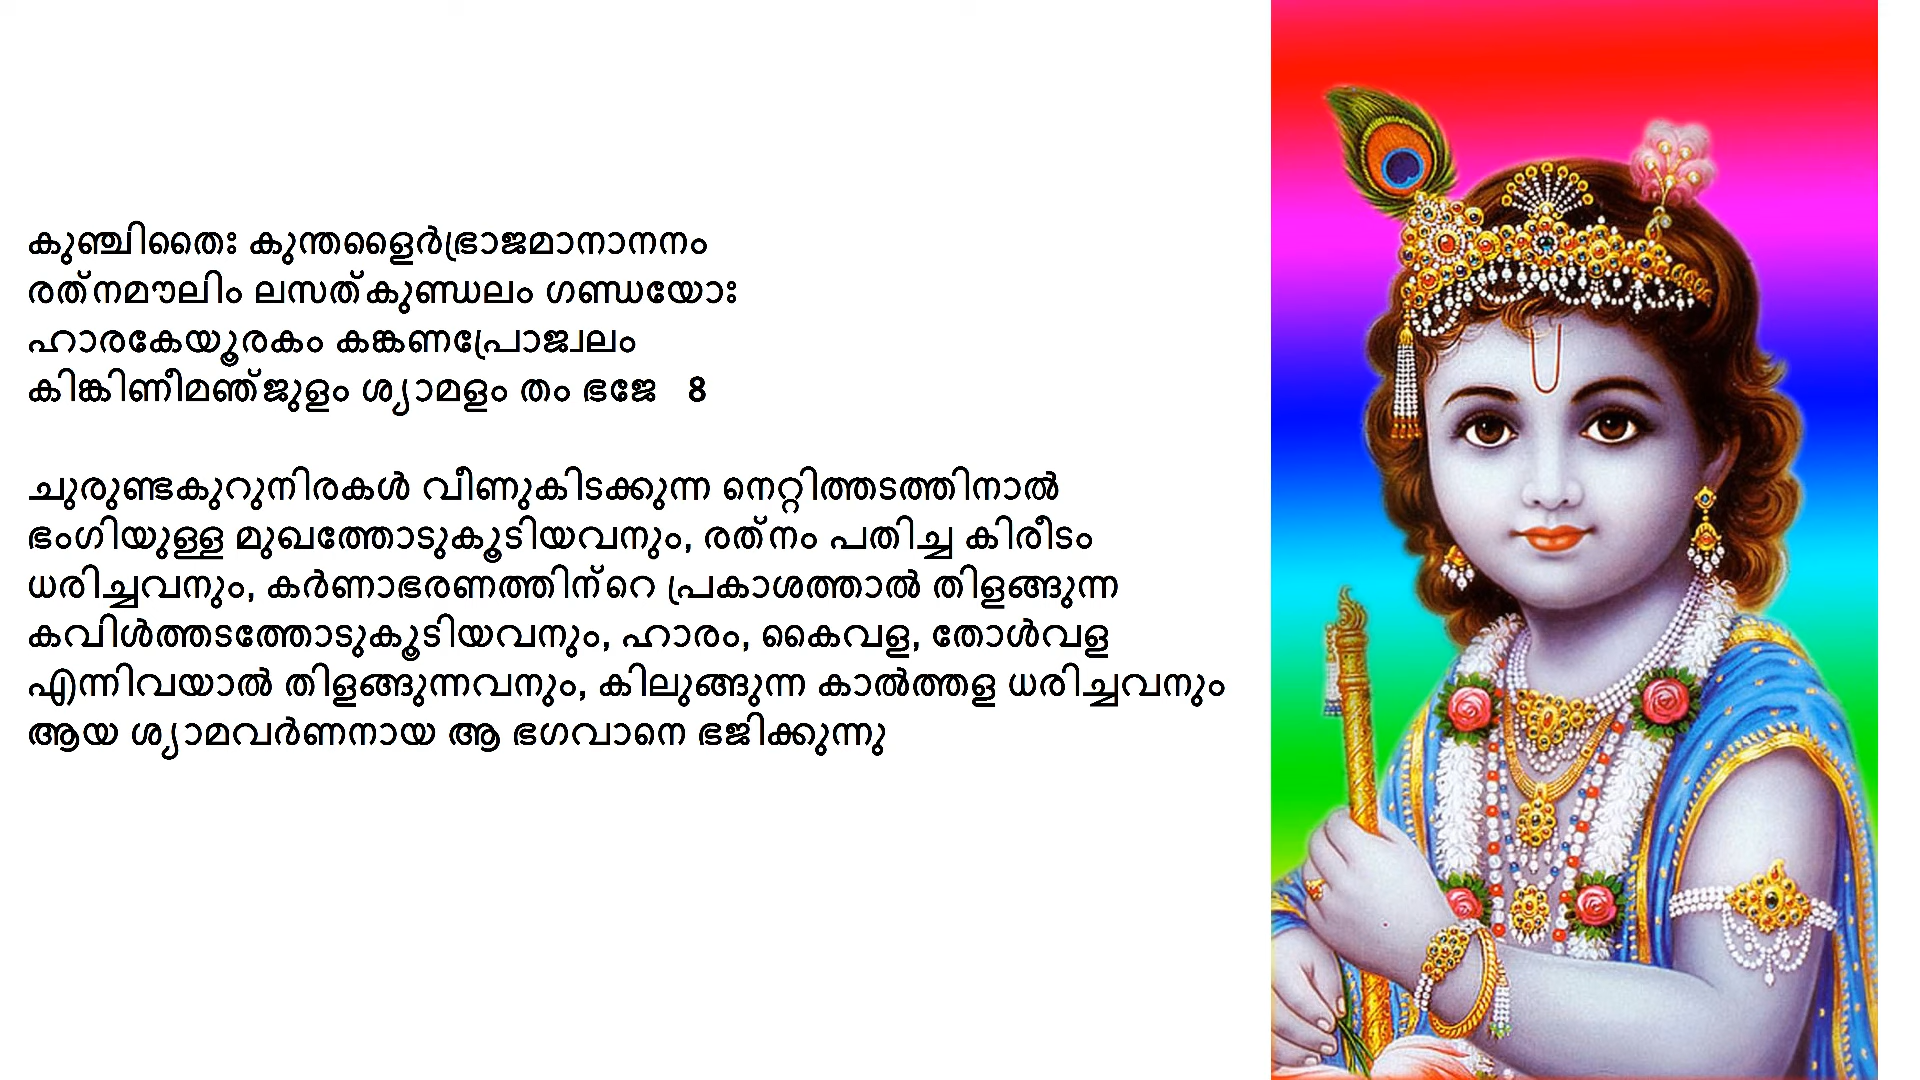 കുഞ്ചിതൈഃ കുന്തളൈർഭ്രാജമാനാനനം
രത്നമൗലിം ലസത്കുണ്ഡലം ഗണ്ഡയോഃ
ഹാരകേയൂരകം കങ്കണപ്രോജ്വലം
കിങ്കിണീമഞ്ജുളം ശ്യാമളം തം ഭജേ 8
ചുരുണ്ടകുറുനിരകൾ വീണുകിടക്കുന്ന നെറ്റിത്തടത്തിനാൽ
ഭംഗിയുള്ള മുഖത്തോടുകൂടിയവനും, രത്നം പതിച്ച കിരീടം
ധരിച്ചവനും, കർണാഭരണത്തിൻറെ പ്രകാശത്താൽ തിളങ്ങുന്ന
കവിൾത്തടത്തോടുകൂടിയവനും, ഹാരം, കൈവള, തോൾവള
എന്നിവയാൽ തിളങ്ങുന്നവനും, കിലുങ്ങുന്ന കാൽത്തള ധരിച്ചവനും
ആയ ശ്യാമവർണനായ ആ ഭഗവാനെ ഭജിക്കുന്നു